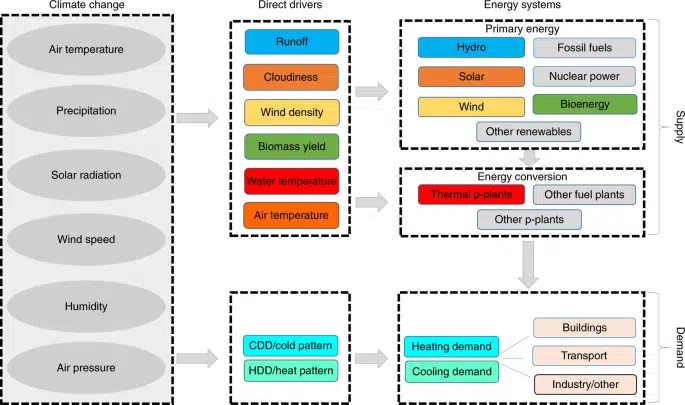 Climate change
Direct drivers
Energy systems
Air temperature
Precipitation
Solar radiation
Wind speed
Humidity
Air pressure
Runoff
Cloudiness
Wind density
Biomass yield
Water temperature
Air temperature
CDD/cold pattern
HDD/heat pattern
Primary energy
Hydro
Fossil fuels
Solar
Nuclear power
Wind
Bioenergy
Other renewables
Energy conversion
Thermal p-plants
Other fuel plants
Other p-plants
Supply
Heating demand
Cooling demand
Buildings
Transport
Industry/other
Demand